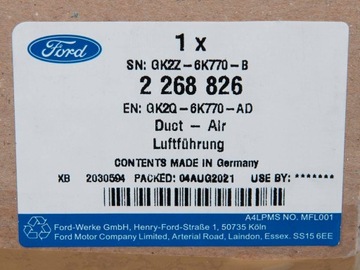 Ford
1 x
SN: GK2Z-6K770-B
2 268 826
EN: GK2Q-6K770-AD
Duct - Air
Luftführung
CONTENTS MADE IN Germany
XB 2030594 PACKED: 04AUG2021 USE BY: *******
A4LPMS NO. MFL001
Ford-Werke GmbH, Henry-Ford-Straße 1, 50735 Köln
Ford Motor Company Limited, Arterial Road, Laindon, Essex. SS15 6EE